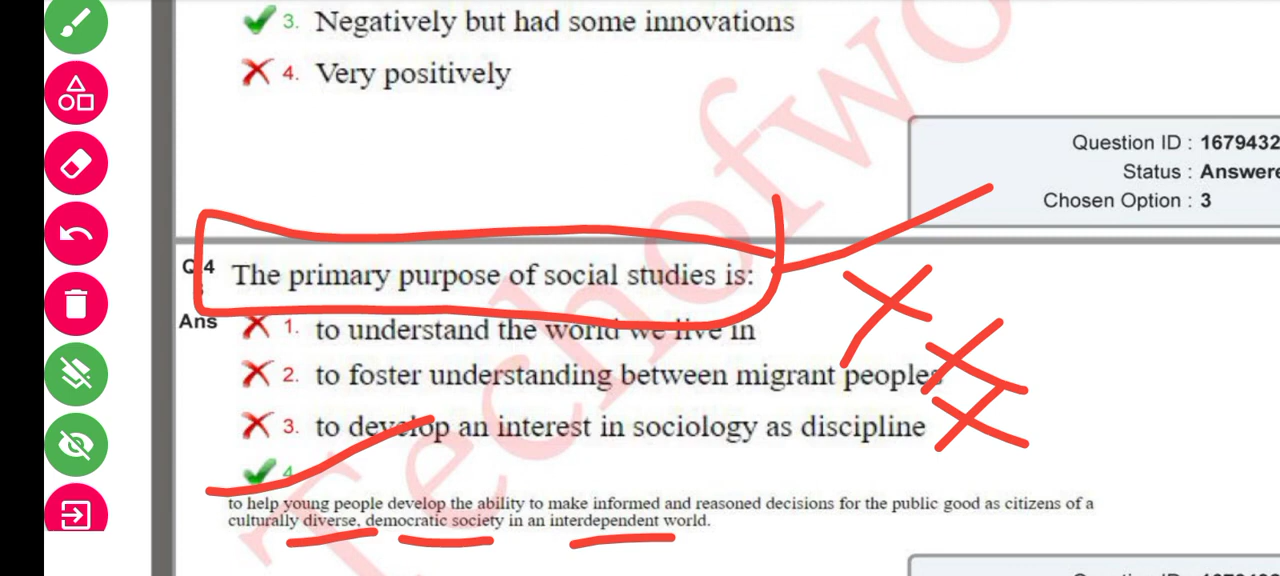 3. Negatively but had some innovations
4. Very positively
Question ID : 1679432
Status : Answere
Chosen Option : 3
Q.4 The primary purpose of social studies is:
Ans 1. to understand the world we live in
2. to foster understanding between migrant peoples
3. to develop an interest in sociology as discipline
4.
to help young people develop the ability to make informed and reasoned decisions for the public good as citizens of a
culturally diverse, democratic society in an interdependent world.
Techofwo